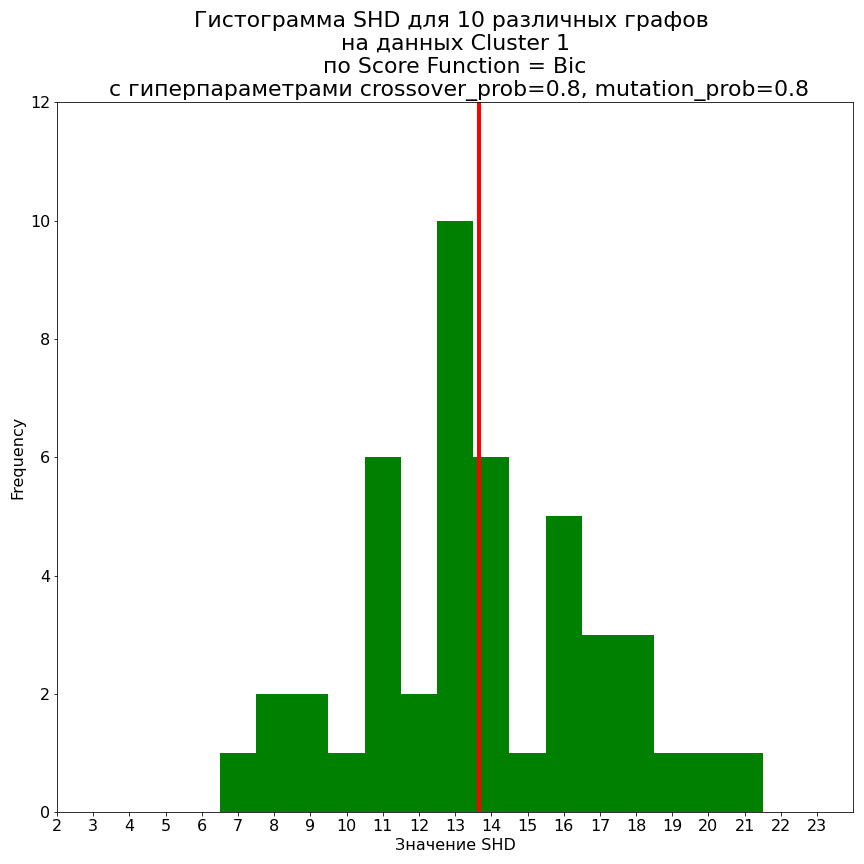 Гистограмма SHD для 10 различных графов
на данных Cluster 1
по Score Function = Bic
с гиперпараметрами crossover_prob=0.8, mutation_prob=0.8
12
10
8
6
4
2
0
Frequency
2 3 4 5 6 7 8 9 10 11 12 13 14 15 16 17 18 19 20 21 22 23
Значение SHD